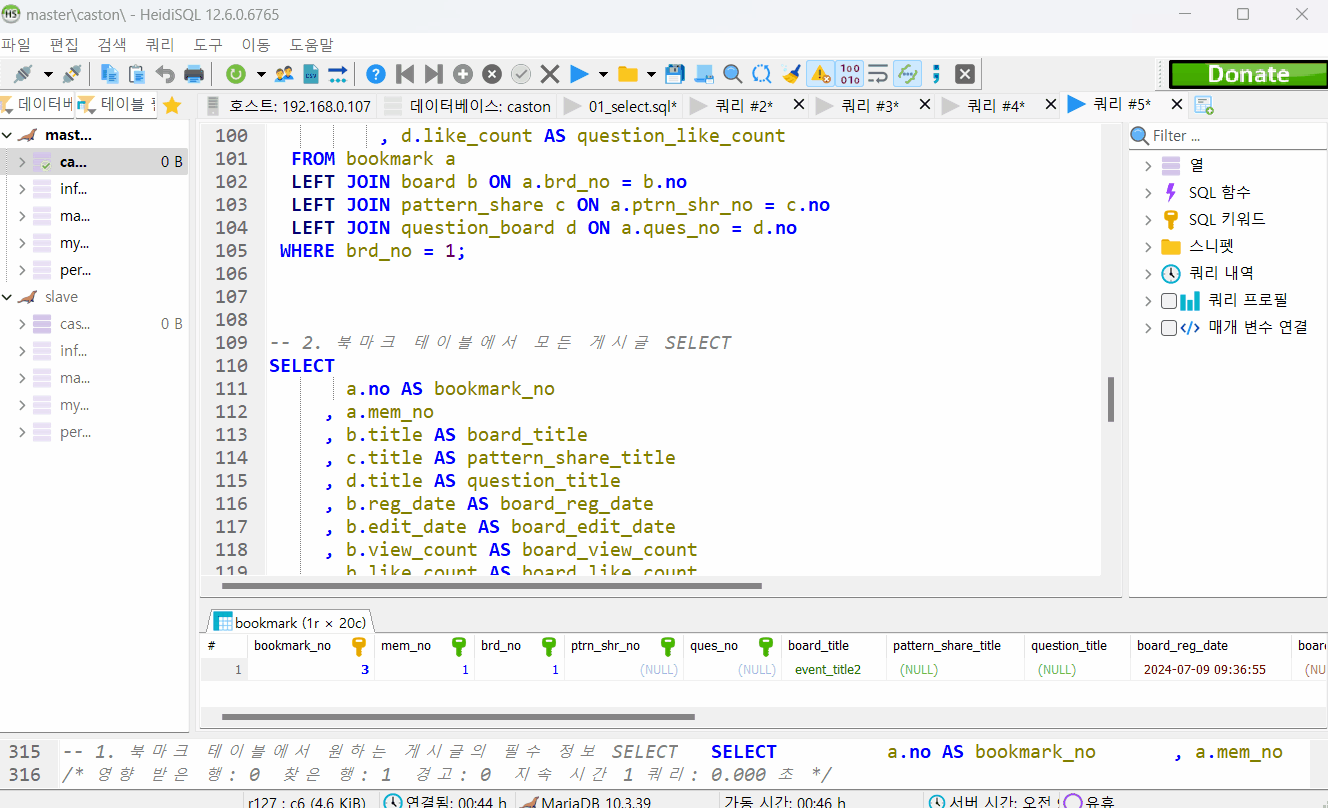 master\caston\ - HeidiSQL 12.6.0.6765
파일 편집 검색 쿼리 도구 이동 도움말
Donate
데이터베 테이블 호스트: 192.168.0.107 데이터베이스: caston 01_select.sql* 쿼리 #2* 쿼리 #3* 쿼리 #4* 쿼리 #5*
mast...
ca... 0 B
inf...
ma...
my...
per...
slave
cas... 0 B
inf...
ma...
my...
per...
100 , d.like_count AS question_like_count
101 FROM bookmark a
102 LEFT JOIN board b ON a.brd_no = b.no
103 LEFT JOIN pattern_share c ON a.ptrn_shr_no = c.no
104 LEFT JOIN question_board d ON a.ques_no = d.no
105 WHERE brd_no = 1;
106
107
108
109 -- 2. 북마크 테이블에서 모든 게시글 SELECT
110 SELECT
111 a.no AS bookmark_no
112 , a.mem_no
113 , b.title AS board_title
114 , c.title AS pattern_share_title
115 , d.title AS question_title
116 , b.reg_date AS board_reg_date
117 , b.edit_date AS board_edit_date
118 , b.view_count AS board_view_count
119 , b.like_count AS board_like_count
Filter ...
열
SQL 함수
SQL 키워드
스니펫
쿼리 내역
쿼리 프로필
매개 변수 연결
bookmark (1r × 20c)
# bookmark_no mem_no brd_no ptrn_shr_no ques_no board_title pattern_share_title question_title board_reg_date boar
1 3 1 1 (NULL) (NULL) event_title2 (NULL) (NULL) 2024-07-09 09:36:55 (NU
315 -- 1. 북마크 테이블에서 원하는 게시글의 필수 정보 SELECT SELECT a.no AS bookmark_no , a.mem_no
316 /* 영향 받은 행: 0 찾은 행: 1 경고: 0 지속 시간 1 쿼리: 0.000 초 */
r127 : c6 (4.6 KiB) 연결됨: 00:44 h MariaDB 10.3.39 가동 시간: 00:46 h 서버 시간: 오전 유휴